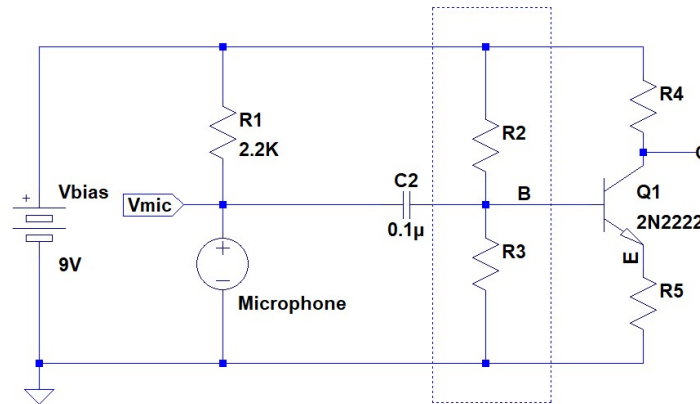 R1
2.2K
R2
R4
Vbias
+
9V
Vmic
C2
0.1µ
B
Q1
2N2222
+
−
Microphone
R3
E
R5